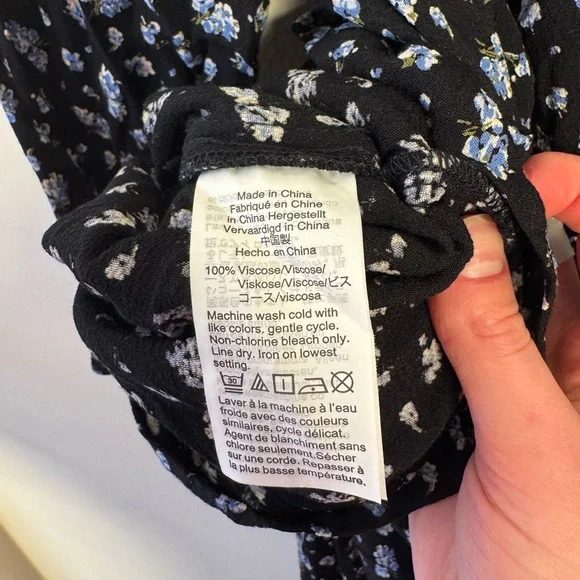 Made in China
Fabriqué en Chine
In China Hergestellt
Vervaardigd in China
中国製
Hecho en China
100% Viscose/Viscose/
Viskose/Viscose/ビス
コース/viscosa
Machine wash cold with
like colors, gentle cycle.
Non-chlorine bleach only.
Line dry. Iron on lowest
setting.
30
Laver à la machine à l'eau
froide avec des couleurs
similaires, cycle délicat.
Agent de blanchiment sans
chlore seulement.Sécher
sur une corde. Repasser à
la plus basse température.